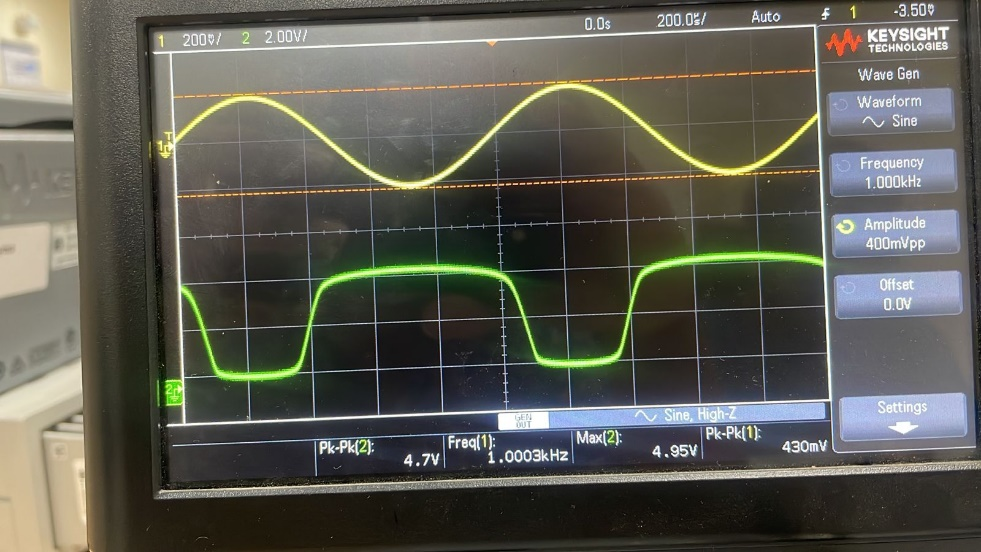 1 200mV/ 2 2.00V/ 0.0s 200.0µs/ Auto 1 -3.50V
KEYSIGHT
TECHNOLOGIES
Wave Gen
Waveform
Sine
Frequency
1.000kHz
Amplitude
400mVpp
Offset
0.0V
T
1
2
Settings
GEN
OUT
Sine, High-Z
Pk-Pk(2): Freq(1): Max(2): Pk-Pk(1):
4.7V 1.0003kHz 4.95V 430mV